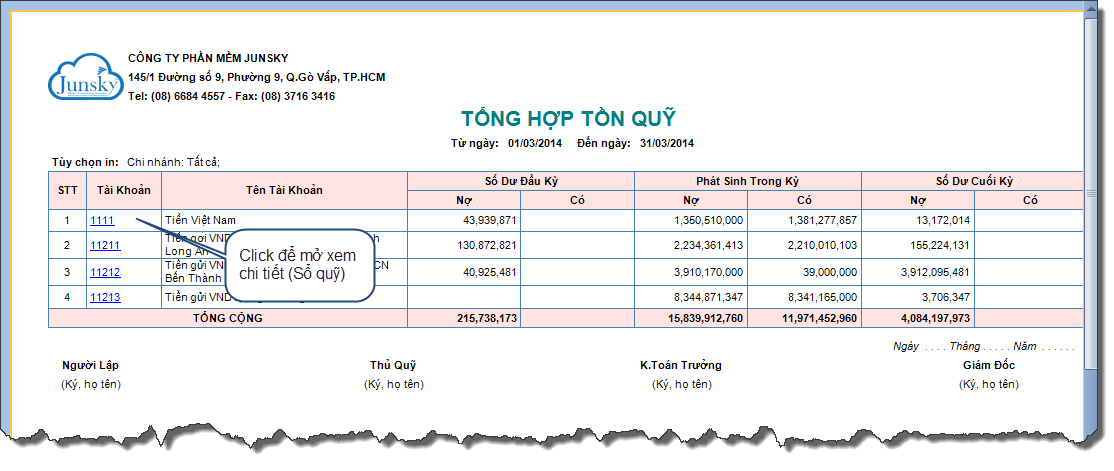 Junsky
CÔNG TY PHẦN MỀM JUNSKY
145/1 Đường số 9, Phường 9, Q.Gò Vấp, TP.HCM
Tel: (08) 6684 4557 - Fax: (08) 3716 3416
TỔNG HỢP TỒN QUỸ
Từ ngày: 01/03/2014 Đến ngày: 31/03/2014
Tùy chọn in: Chi nhánh: Tất cả;
STT Tài Khoản Tên Tài Khoản Số Dư Đầu Kỳ Phát Sinh Trong Kỳ Số Dư Cuối Kỳ
Nợ Có Nợ Có Nợ Có
1 1111 Tiền Việt Nam 43,939,871 1,350,510,000 1,381,277,857 13,172,014
2 11211 Tiền gởi VND 130,872,821 2,234,361,413 2,210,010,103 155,224,131
Long An
3 11212 Tiền gửi VN CN 40,925,481 3,910,170,000 39,000,000 3,912,095,481
Bến Thành
4 11213 Tiền gửi VND 8,344,871,347 8,341,165,000 3,706,347
Click để mở xem
chi tiết (Sổ quỹ)
TỔNG CỘNG 215,738,173 15,839,912,760 11,971,452,960 4,084,197,973
Ngày . . . . Tháng . . . . . Năm . . . . . .
Người Lập Thủ Quỹ K.Toán Trưởng Giám Đốc
(Ký, họ tên) (Ký, họ tên) (Ký, họ tên) (Ký, họ tên)